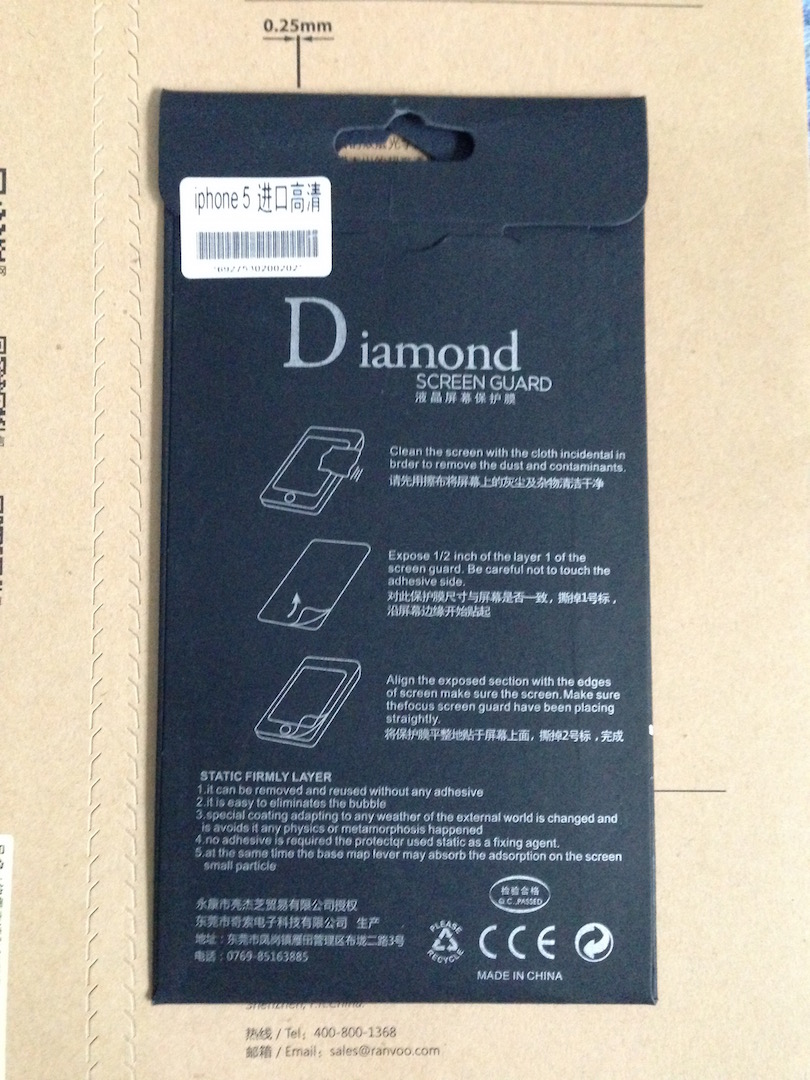 0.25mm
iphone 5 进口高清
Diamond
SCREEN GUARD
液晶屏幕保护膜
Clean the screen with the cloth incidental in
brder to remove the dust and contaminants.
请先用擦布将屏幕上的灰尘及杂物清洁干净
Expose 1/2 inch of the layer 1 of the
screen guard. Be careful not to touch the
adhesive side.
对此保护膜尺寸与屏幕是否一致，撕掉1号标，
沿屏幕边缘开始贴起
Align the exposed section with the edges
of screen make sure the screen. Make sure
thefocus screen guard have been placing
straightly.
将保护膜平整地贴于屏幕上面，撕掉2号标，完成
STATIC FIRMLY LAYER
1.it can be removed and reused without any adhesive
2.it is easy to eliminates the bubble
3.special coating adapting to any weather of the external world is changed and
is avoids it any physics or metamorphosis happened
4.no adhesive is required the protectqr used static as a fixing agent.
5.at the same time the base map lever may absorb the adsorption on the screen
small particle
永康市亮杰芝贸易有限公司授权
东莞市奇索电子科技有限公司 生产
地址：东莞市凤岗镇雁田管理区布垅二路3号
电话：0769-85163885
检验合格
Q.C.,PASSED
PLEASE
RECYCLE
CE
MADE IN CHINA
热线 / Tel：400-800-1368
邮箱 / Email：sales@ranvoo.com